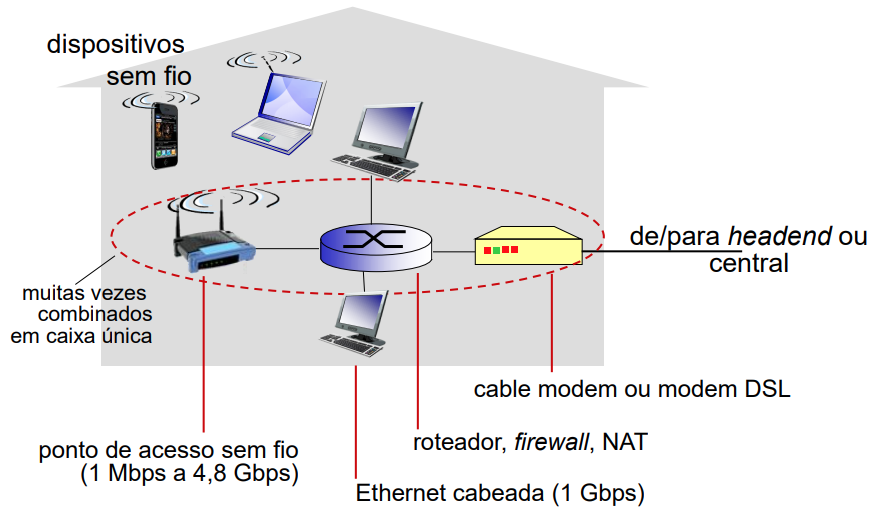 dispositivos
sem fio
de/para headend ou
central
muitas vezes
combinados
em caixa única
cable modem ou modem DSL
roteador, firewall, NAT
ponto de acesso sem fio
(1 Mbps a 4,8 Gbps)
Ethernet cabeada (1 Gbps)